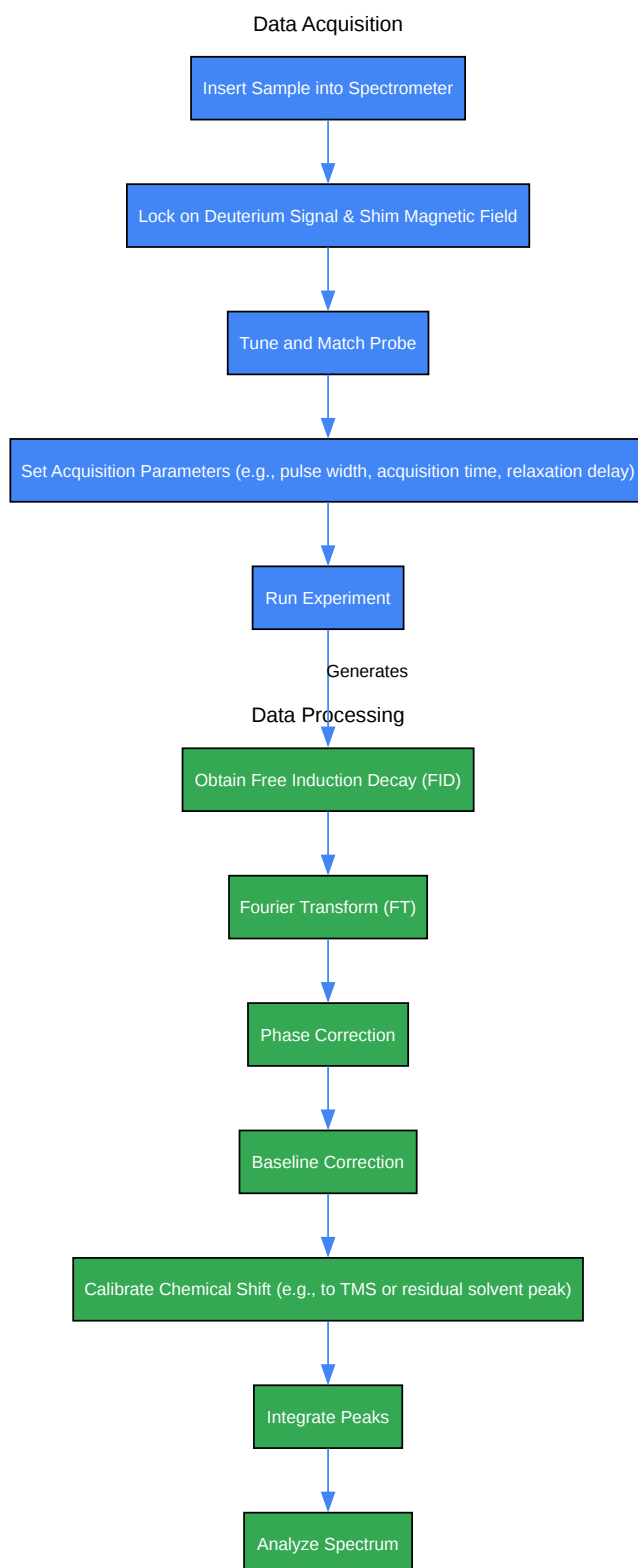 Data Acquisition
Insert Sample into Spectrometer
Lock on Deuterium Signal & Shim Magnetic Field
Tune and Match Probe
Set Acquisition Parameters (e.g., pulse width, acquisition time, relaxation delay)
Run Experiment
Generates
Data Processing
Obtain Free Induction Decay (FID)
Fourier Transform (FT)
Phase Correction
Baseline Correction
Calibrate Chemical Shift (e.g., to TMS or residual solvent peak)
Integrate Peaks
Analyze Spectrum